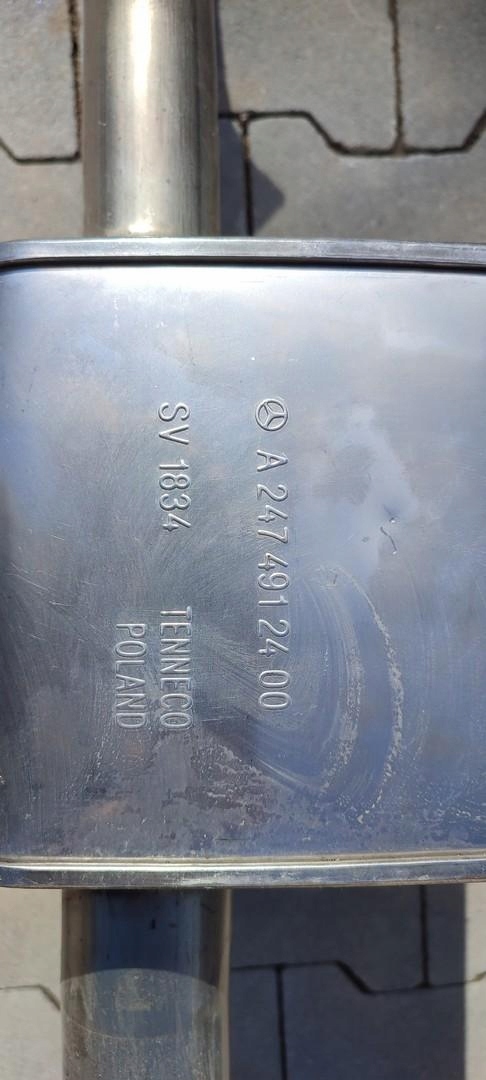 A 247 491 24 00
SV 1834
TENNECO
POLAND